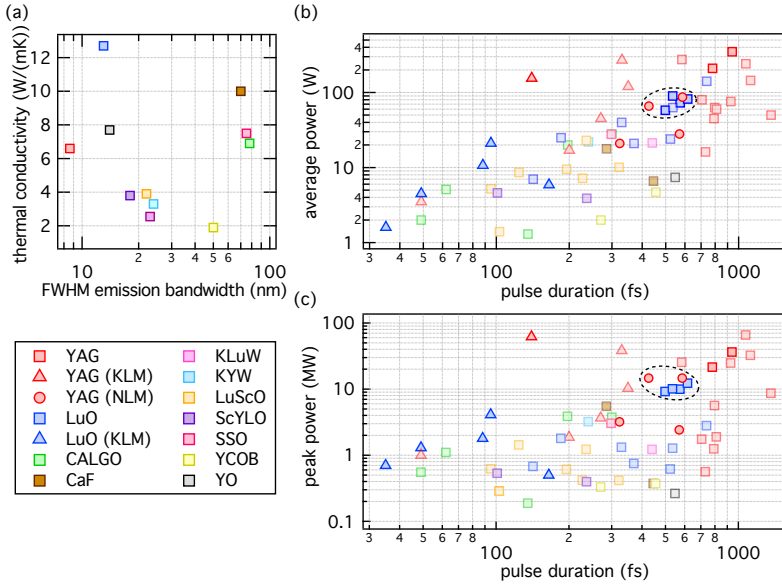 (a)
thermal conductivity (W/(mK))
12
10
8
6
4
2
8
6
10
2
4
6
8
100
FWHM emission bandwidth (nm)
(b)
average power (W)
4
2
100
4
2
10
4
2
1
3
4
5
6
7
8
100
2
3
4
5
6
7
8
1000
pulse duration (fs)
YAG
YAG (KLM)
YAG (NLM)
LuO
LuO (KLM)
CALGO
CaF
KLuW
KYW
LuScO
ScYLO
SSO
YCOB
YO
(c)
peak power (MW)
100
10
1
0.1
3
4
5
6
7
8
100
2
3
4
5
6
7
8
1000
pulse duration (fs)